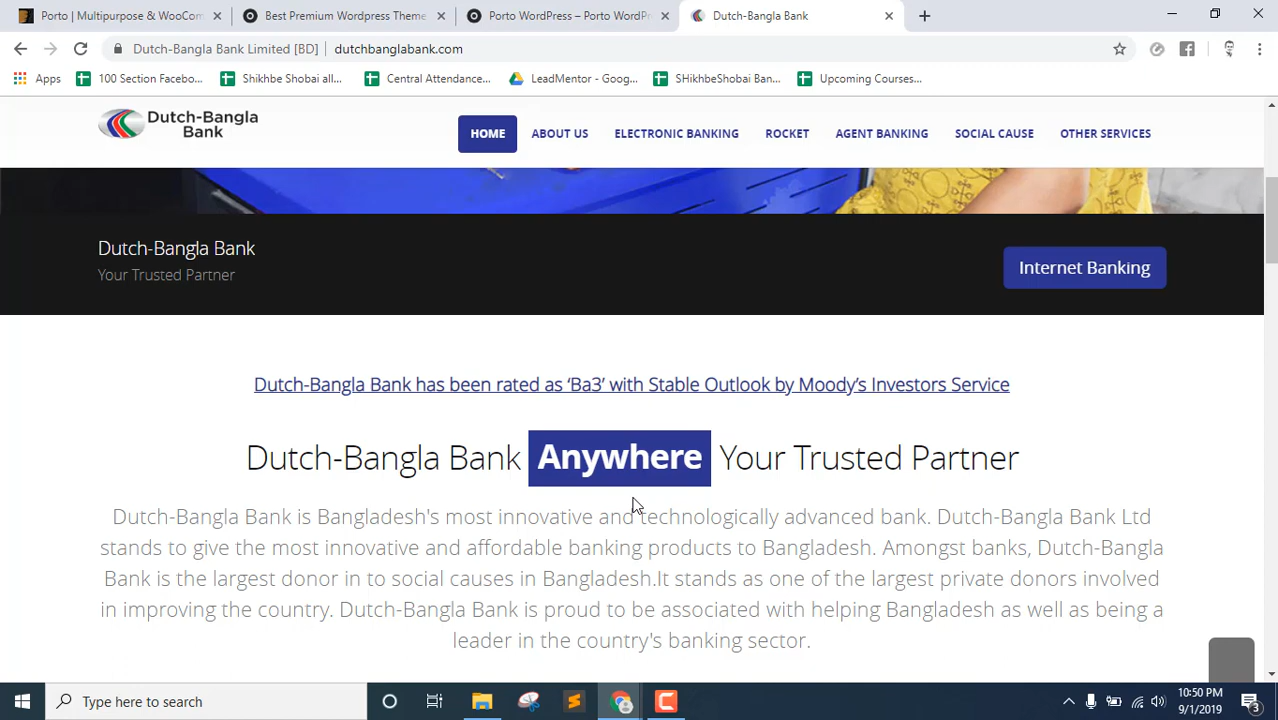 Porto | Multipurpose & WooCom
Best Premium Wordpress Theme
Porto WordPress – Porto WordPr
Dutch-Bangla Bank
Dutch-Bangla Bank Limited [BD]
dutchbanglabank.com
Apps
100 Section Facebo...
Shikhbe Shobai all...
Central Attendance...
LeadMentor - Goog...
SHikhbeShobai Ban...
Upcoming Courses...
Dutch-Bangla
Bank
HOME
ABOUT US
ELECTRONIC BANKING
ROCKET
AGENT BANKING
SOCIAL CAUSE
OTHER SERVICES
Dutch-Bangla Bank
Your Trusted Partner
Internet Banking
Dutch-Bangla Bank has been rated as ‘Ba3’ with Stable Outlook by Moody’s Investors Service
Dutch-Bangla Bank Anywhere Your Trusted Partner
Dutch-Bangla Bank is Bangladesh's most innovative and technologically advanced bank. Dutch-Bangla Bank Ltd
stands to give the most innovative and affordable banking products to Bangladesh. Amongst banks, Dutch-Bangla
Bank is the largest donor in to social causes in Bangladesh.It stands as one of the largest private donors involved
in improving the country. Dutch-Bangla Bank is proud to be associated with helping Bangladesh as well as being a
leader in the country's banking sector.
Type here to search
10:50 PM
9/1/2019
3